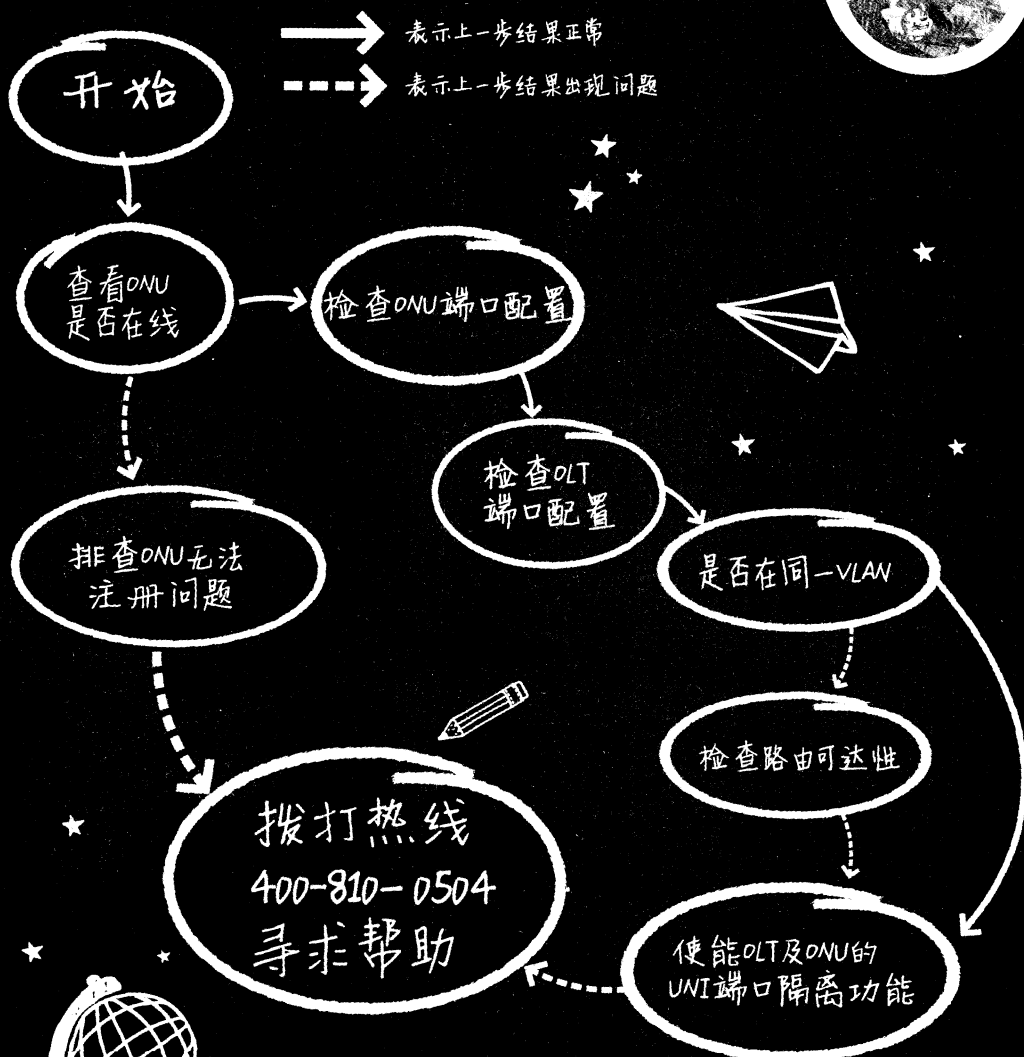 表示上一步结果正常
表示上一步结果出现问题
开始
查看ONU
是否在线
检查ONU端口配置
检查OLT
端口配置
排查ONU无法
注册问题
是否在同一VLAN
检查路由可达性
拨打热线
400-810-0504
寻求帮助
使能OLT及ONU的
UNI端口隔离功能